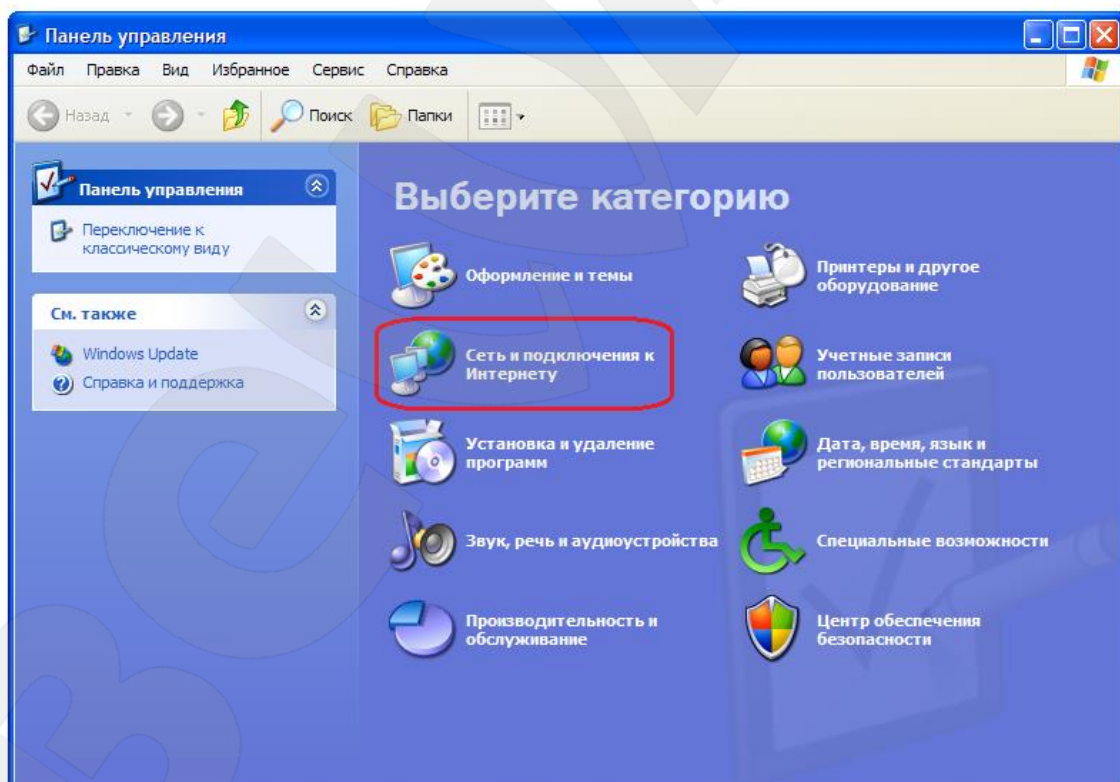 Панель управления
Файл Правка Вид Избранное Сервис Справка
Назад Поиск Папки
Панель управления
Переключение к
классическому виду
См. также
Windows Update
Справка и поддержка
Выберите категорию
Оформление и темы
Принтеры и другое
оборудование
Сеть и подключения к
Интернету
Учетные записи
пользователей
Установка и удаление
программ
Дата, время, язык и
региональные стандарты
Звук, речь и аудиоустройства
Специальные возможности
Производительность и
обслуживание
Центр обеспечения
безопасности